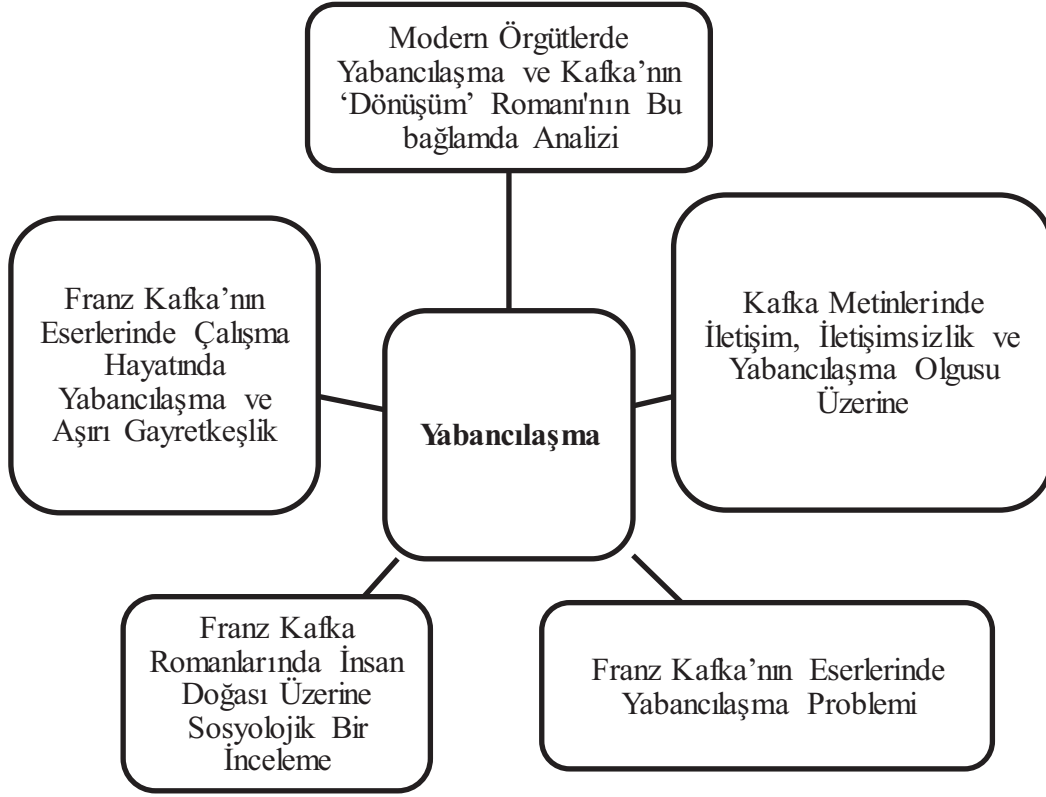 Modern Örgütlerde
Yabancılaşma ve Kafka’nın
‘Dönüşüm’ Romanı'nın Bu
bağlamda Analizi
Franz Kafka’nın
Eserlerinde Çalışma
Hayatında
Yabancılaşma ve
Aşırı Gayretkeşlik
Kafka Metinlerinde
İletişim, İletişimsizlik ve
Yabancılaşma Olgusu
Üzerine
Yabancılaşma
Franz Kafka
Romanlarında İnsan
Doğası Üzerine
Sosyolojik Bir
İnceleme
Franz Kafka’nın Eserlerinde
Yabancılaşma Problemi